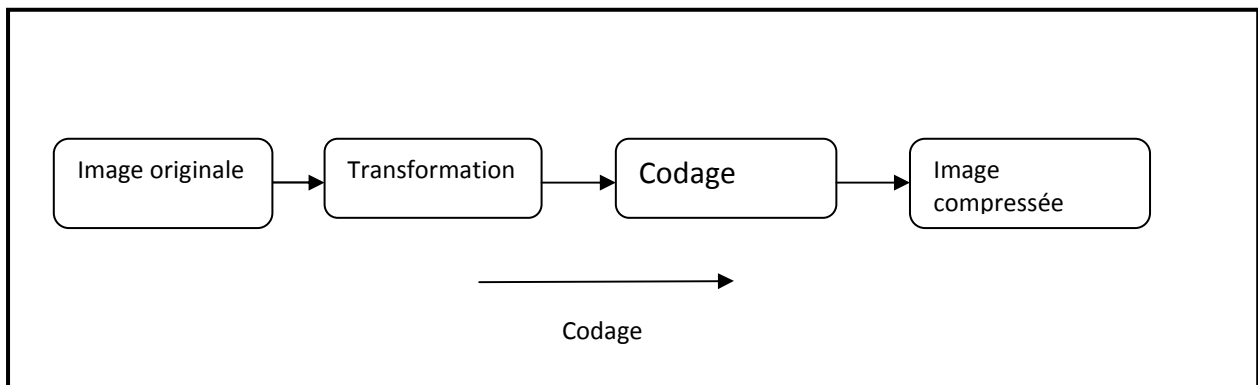 Image originale
Transformation
Codage
Image
compressée
Codage